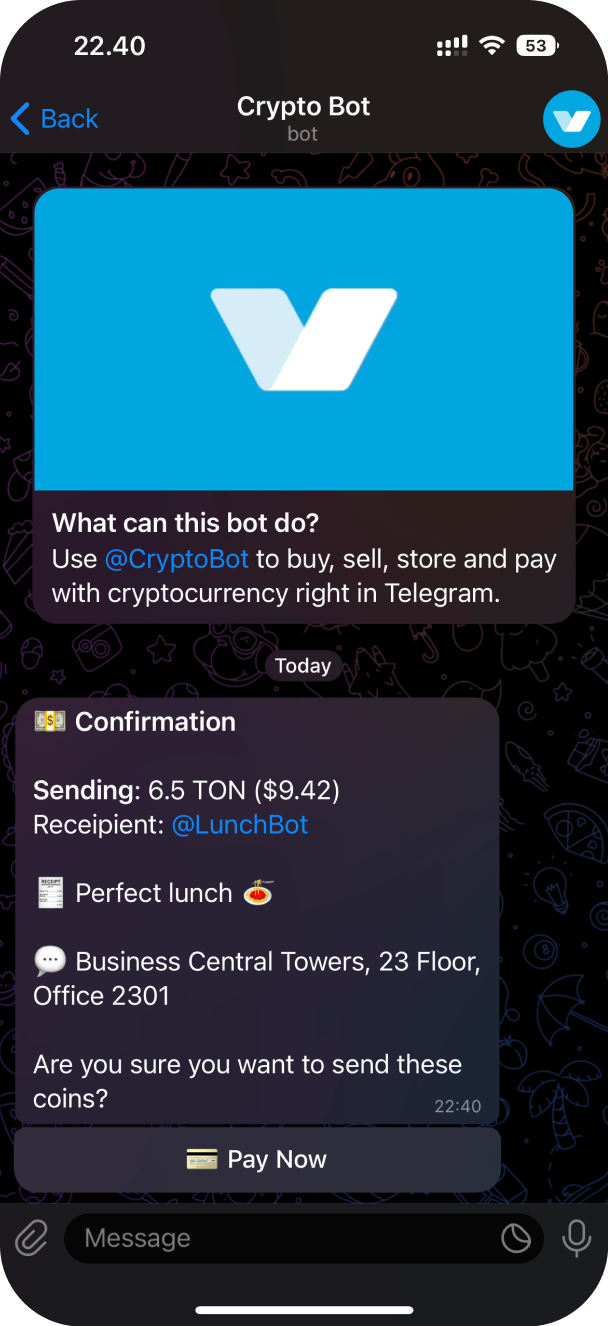 22.40
53
Back
Crypto Bot
bot
What can this bot do?
Use @CryptoBot to buy, sell, store and pay
with cryptocurrency right in Telegram.
Today
💵 Confirmation
Sending: 6.5 TON ($9.42)
Receipient: @LunchBot
🧾 Perfect lunch 🍝
💬 Business Central Towers, 23 Floor,
Office 2301
Are you sure you want to send these
coins?
22:40
💳 Pay Now
Message